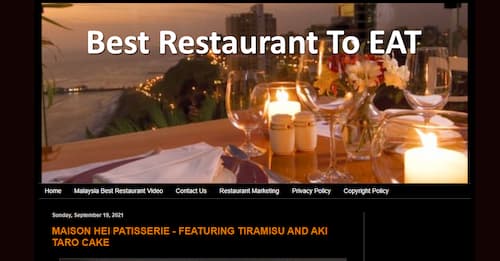 Best Restaurant To EAT
Home Malaysia Best Restaurant Video Contact Us Restaurant Marketing Privacy Policy Copyright Policy
Sunday, September 19, 2021
MAISON HEI PATISSERIE - FEATURING TIRAMISU AND AKI
TARO CAKE